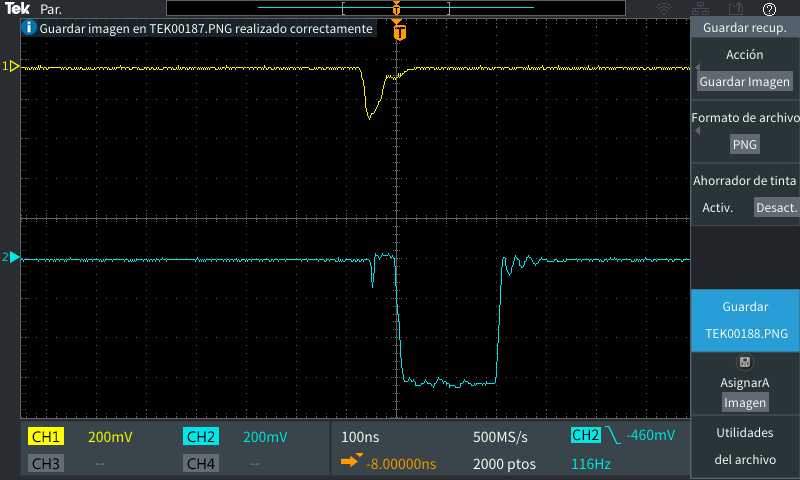 Tek Par.
T
?
i Guardar imagen en TEK00187.PNG realizado correctamente
T
Guardar recup.
Acción
Guardar Imagen
Formato de archivo
PNG
Ahorrador de tinta
Activ. Desact.
Guardar
TEK00188.PNG
AsignarA
Imagen
Utilidades
del archivo
1
2
CH1 200mV CH2 200mV 100ns 500MS/s CH2 -460mV
CH3 -- CH4 -- -8.00000ns 2000 ptos 116Hz